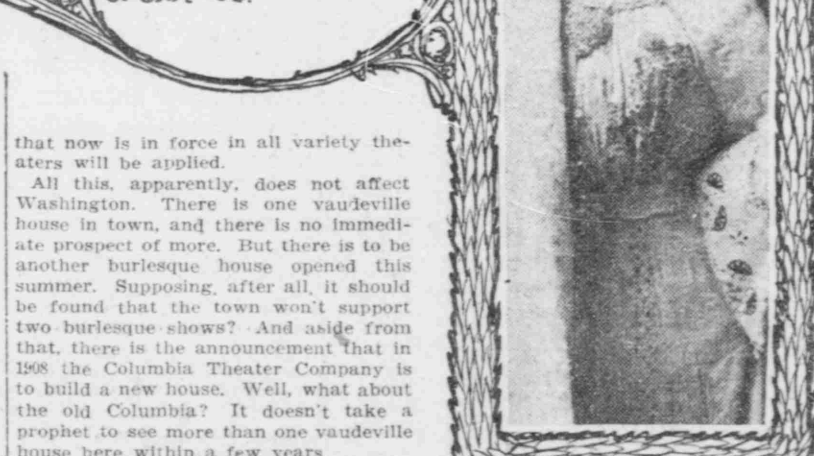 that now is in force in all variety the-
aters will be applied.
All this, apparently, does not affect
Washington. There is one vaudeville
house in town, and there is no immedi-
ate prospect of more. But there is to be
another burlesque house opened this
summer. Supposing, after all, it should
be found that the town won't support
two burlesque shows? And aside from
that, there is the announcement that in
1908 the Columbia Theater Company is
to build a new house. Well, what about
the old Columbia? It doesn't take a
prophet to see more than one vaudeville
house here within a few years